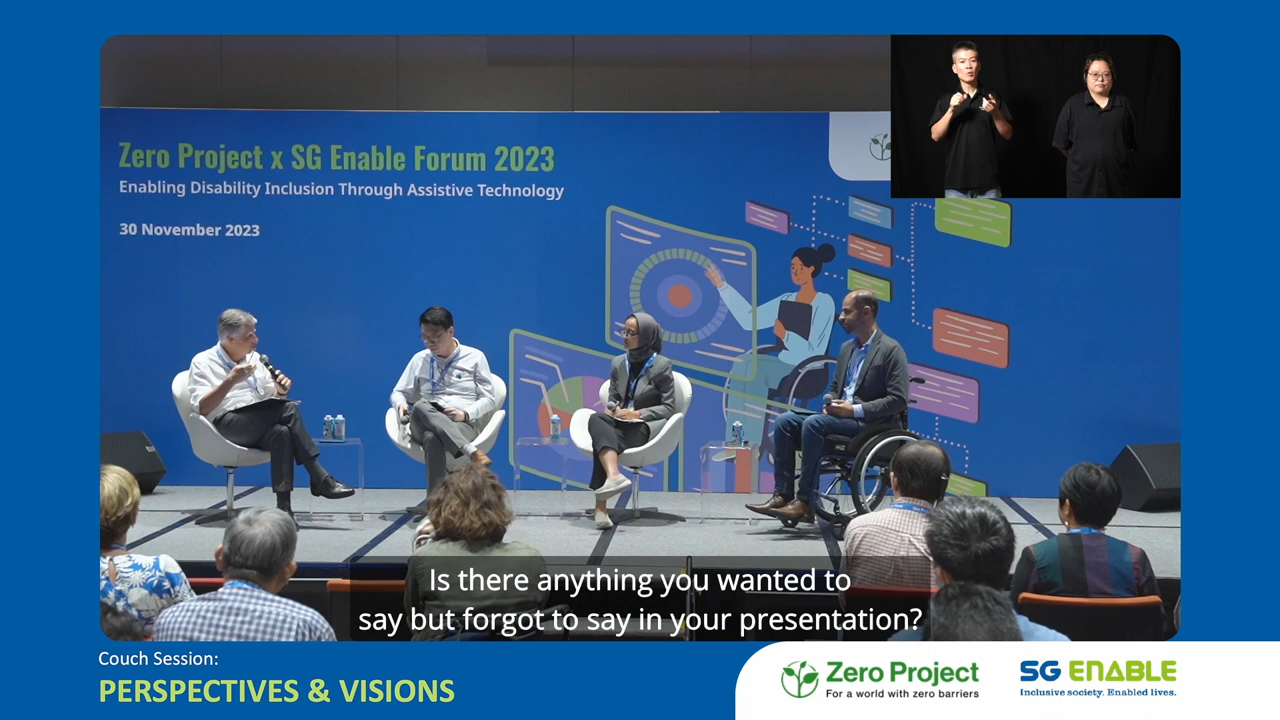 Zero Project x SG Enable Forum 2023
Enabling Disability Inclusion Through Assistive Technology
30 November 2023
Is there anything you wanted to
say but forgot to say in your presentation?
Couch Session:
PERSPECTIVES & VISIONS
Zero Project
For a world with zero barriers
SG ENABLE
Inclusive society. Enabled lives.